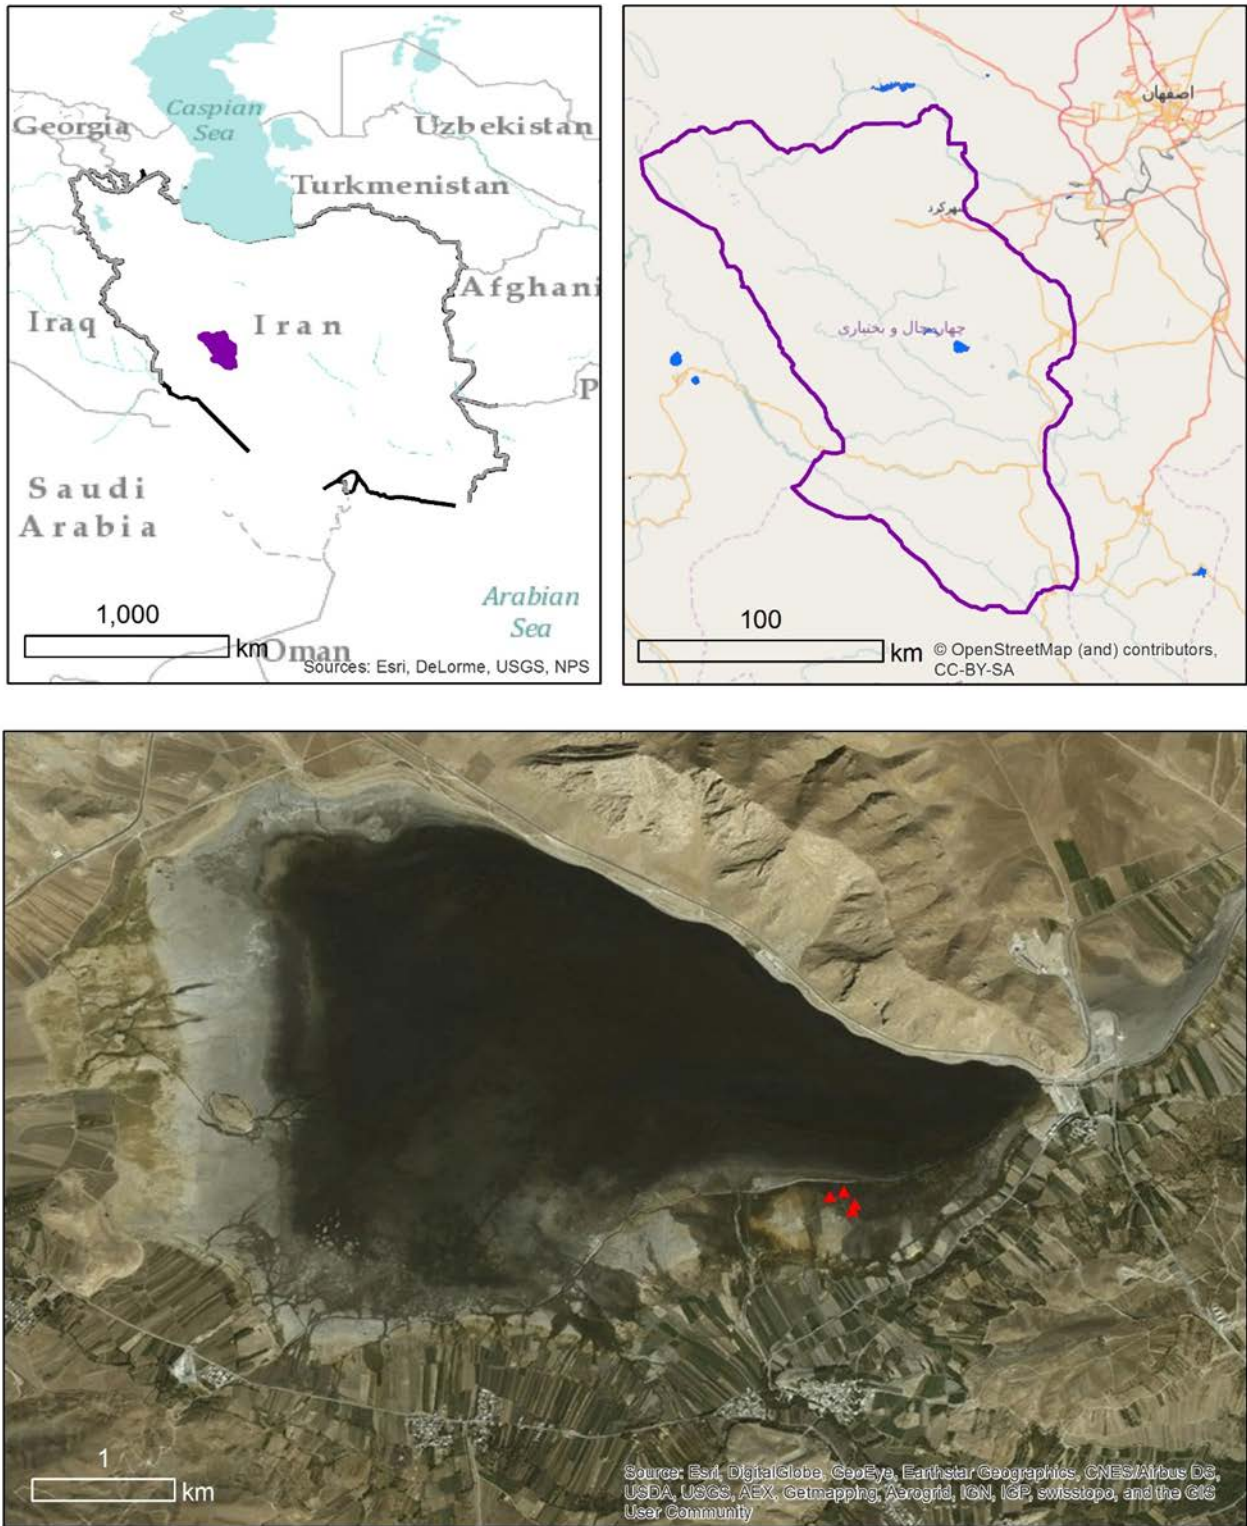 Caspian
Sea
Georgia
Uzbekistan
Turkmenistan
Afghani
Iraq
Iran
P
Saudi
Arabia
Arabian
Sea
1,000
km
Oman
Sources: Esri, DeLorme, USGS, NPS
اصفهان
شهرکرد
چهارمحال و بختیاری
100
km
© OpenStreetMap (and) contributors,
CC-BY-SA
1
km
Source: Esri, DigitalGlobe, GeoEye, Earthstar Geographics, CNES/Airbus DS,
USDA, USGS, AEX, Getmapping, Aerogrid, IGN, IGP, swisstopo, and the GIS
User Community